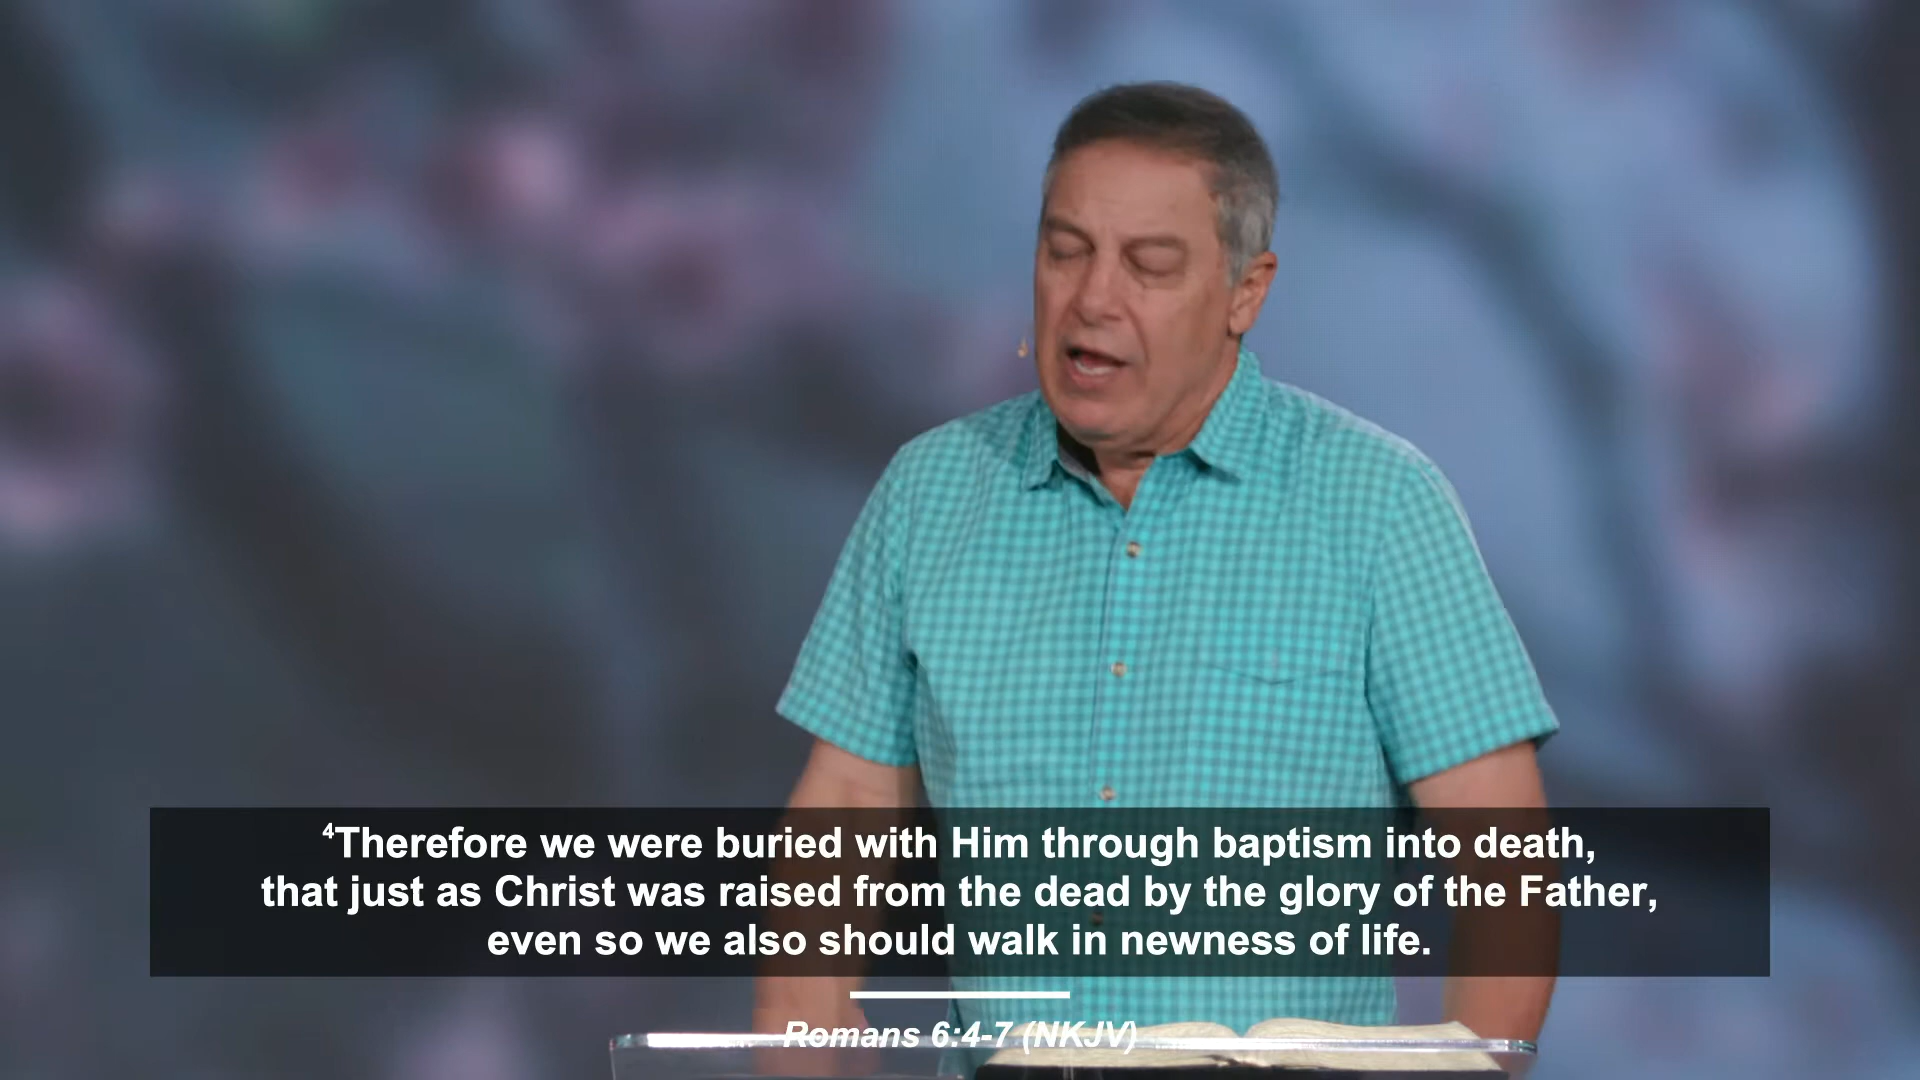 ⁴Therefore we were buried with Him through baptism into death,
that just as Christ was raised from the dead by the glory of the Father,
even so we also should walk in newness of life.
Romans 6:4-7 (NKJV)